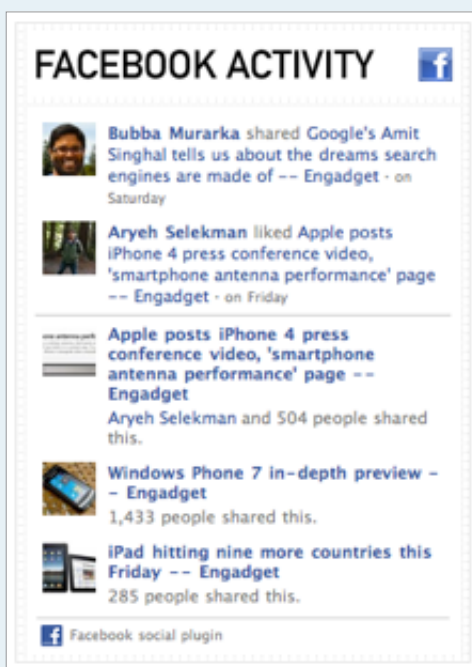 FACEBOOK ACTIVITY
Bubba Murarka shared Google's Amit
Singhal tells us about the dreams search
engines are made of -- Engadget · on
Saturday
Aryeh Selekman liked Apple posts
iPhone 4 press conference video,
'smartphone antenna performance' page
-- Engadget · on Friday
Apple posts iPhone 4 press
conference video, 'smartphone
antenna performance' page --
Engadget
Aryeh Selekman and 504 people shared
this.
Windows Phone 7 in-depth preview -
- Engadget
1,433 people shared this.
iPad hitting nine more countries this
Friday -- Engadget
285 people shared this.
Facebook social plugin